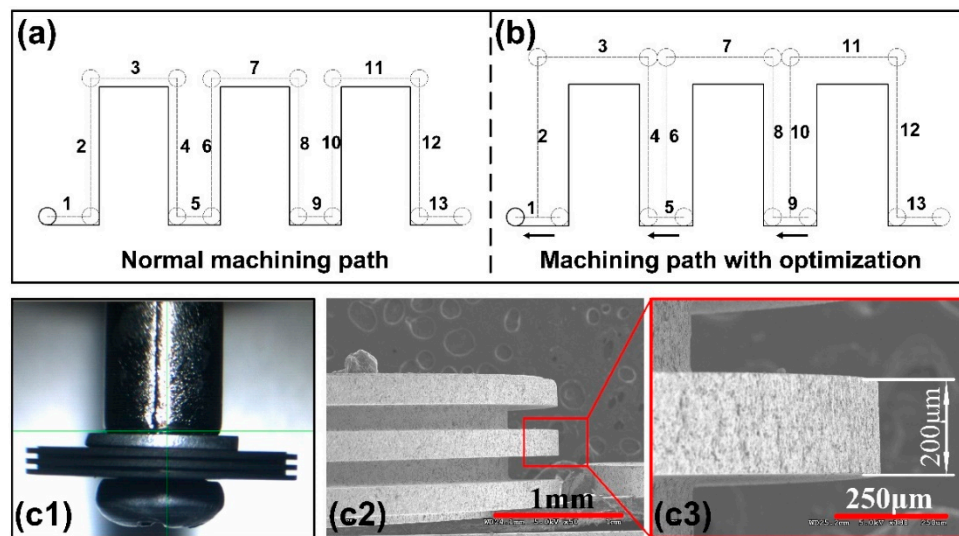 (a)
3 7 11
2 4 6 8 10 12
1 5 9 13
Normal machining path
(b)
3 7 11
2 4 6 8 10 12
1 5 9 13
Machining path with optimization
(c1)
(c2)
1mm
(c3)
200μm
250μm